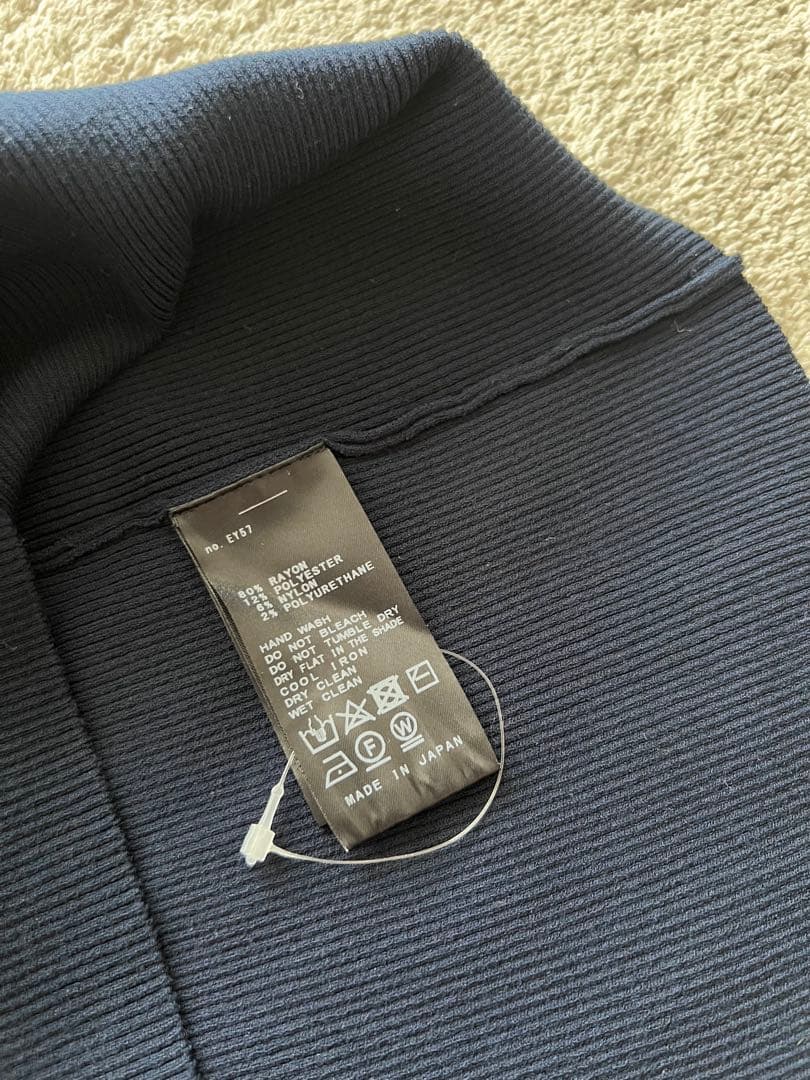 no. EY57
80% RAYON
12% POLYESTER
6% NYLON
2% POLYURETHANE
HAND WASH
DO NOT BLEACH
DO NOT TUMBLE DRY
DRY FLAT IN THE SHADE
COOL IRON
DRY CLEAN
WET CLEAN
F W
MADE IN JAPAN